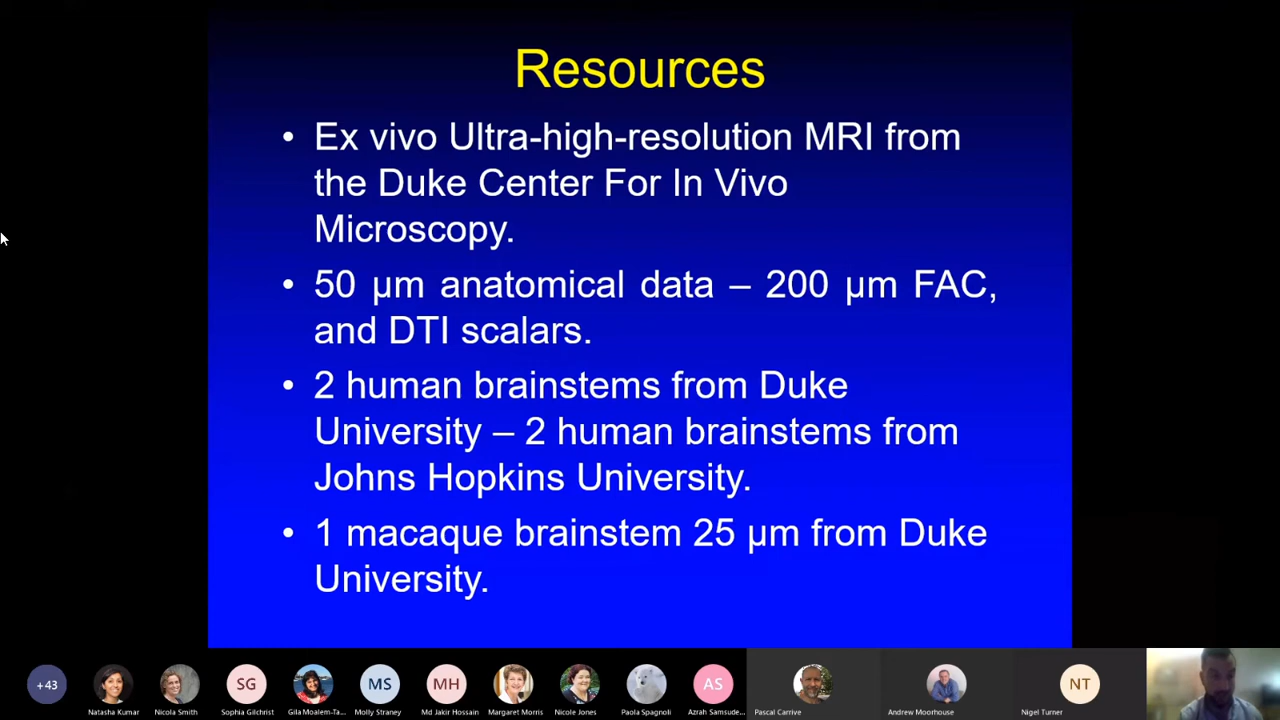 Resources
• Ex vivo Ultra-high-resolution MRI from
the Duke Center For In Vivo
Microscopy.
• 50 µm anatomical data – 200 µm FAC,
and DTI scalars.
• 2 human brainstems from Duke
University – 2 human brainstems from
Johns Hopkins University.
• 1 macaque brainstem 25 µm from Duke
University.
+43
SG
MS
MH
AS
NT
Natasha Kumar
Nicola Smith
Sophia Gilchrist
Gila Moalem-Ta...
Molly Straney
Md Jakir Hossain
Margaret Morris
Nicole Jones
Paola Spagnoli
Azrah Samsude...
Pascal Carrive
Andrew Moorhouse
Nigel Turner